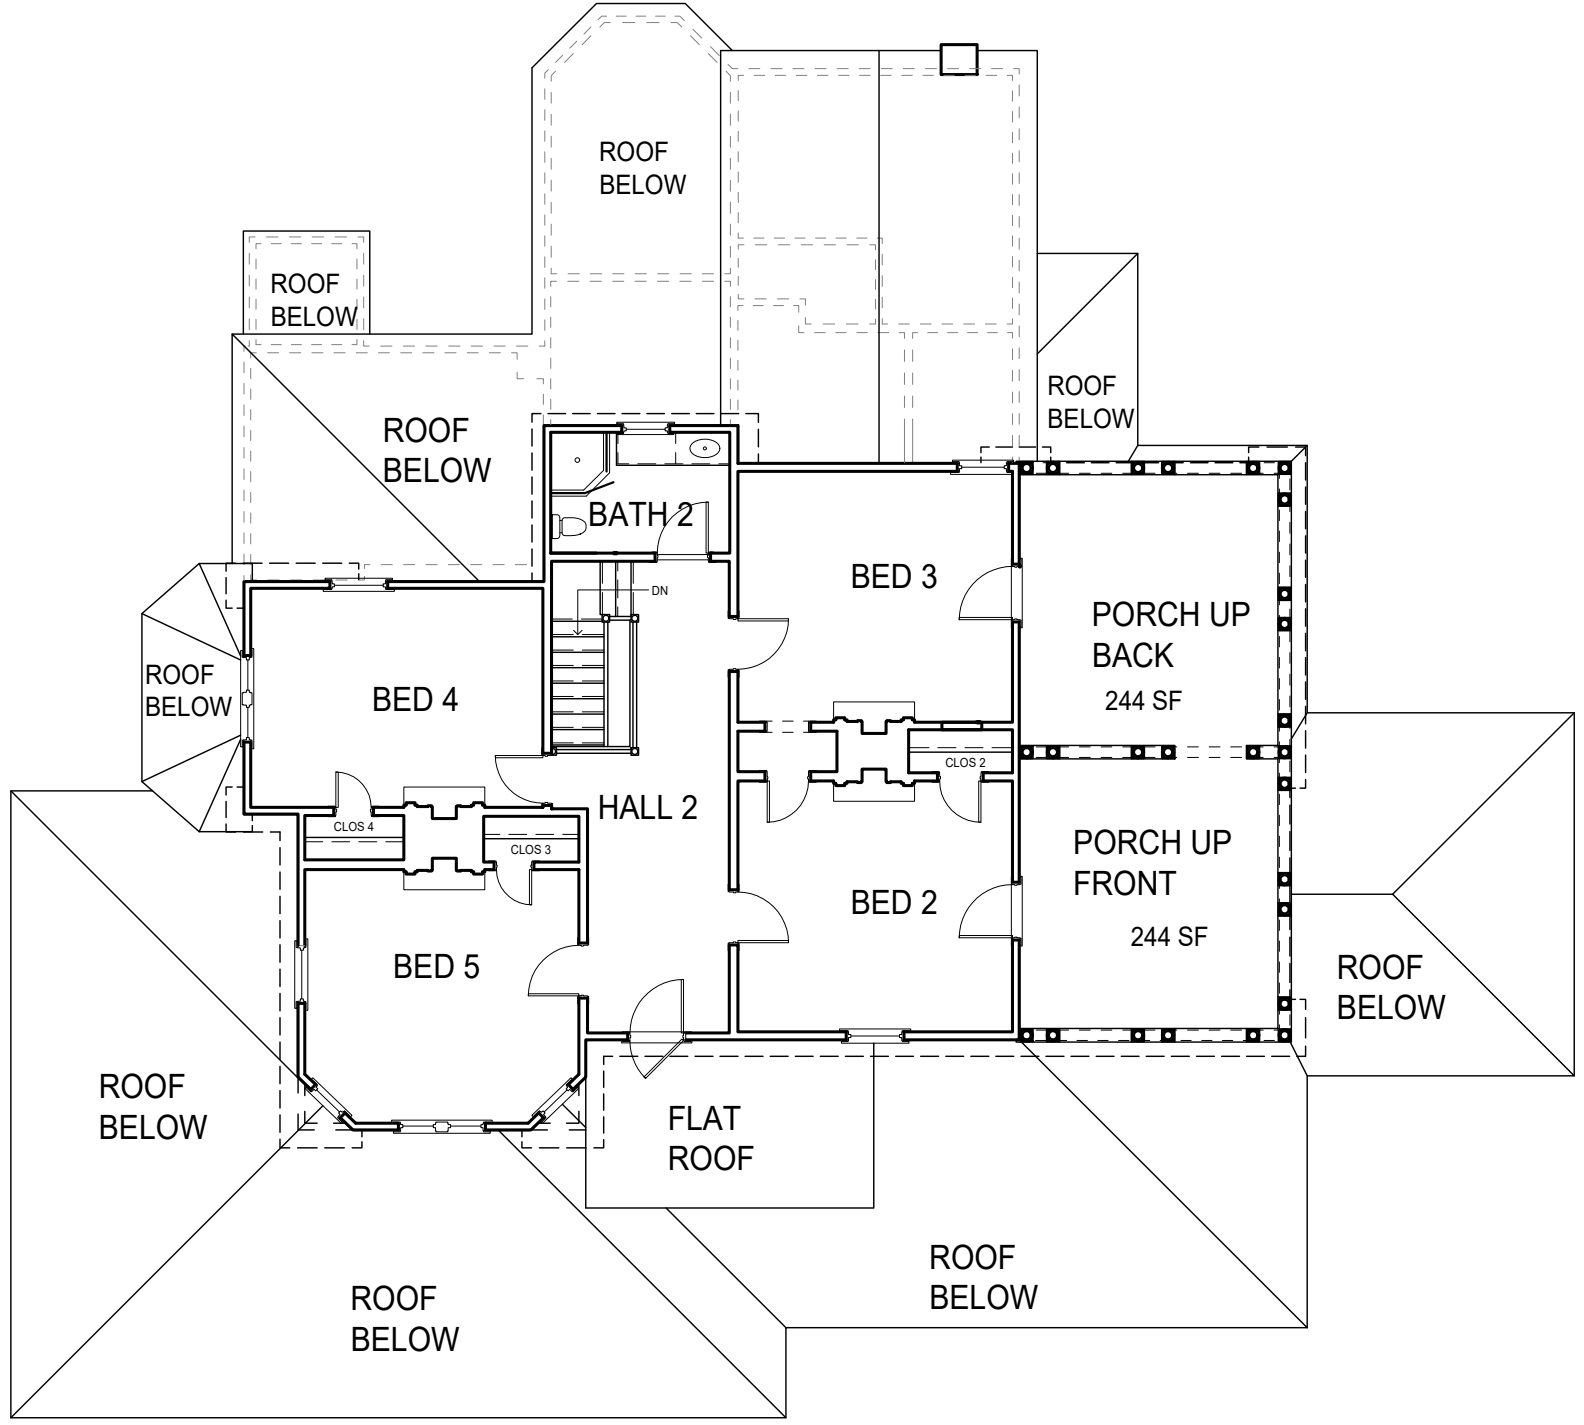 ROOF
BELOW
ROOF
BELOW
ROOF
BELOW
ROOF
BELOW
BATH 2
BED 3
DN
PORCH UP
BACK
244 SF
ROOF
BELOW
BED 4
CLOS 2
HALL 2
CLOS 4
CLOS 3
PORCH UP
FRONT
244 SF
BED 2
BED 5
ROOF
BELOW
ROOF
BELOW
FLAT
ROOF
ROOF
BELOW
ROOF
BELOW